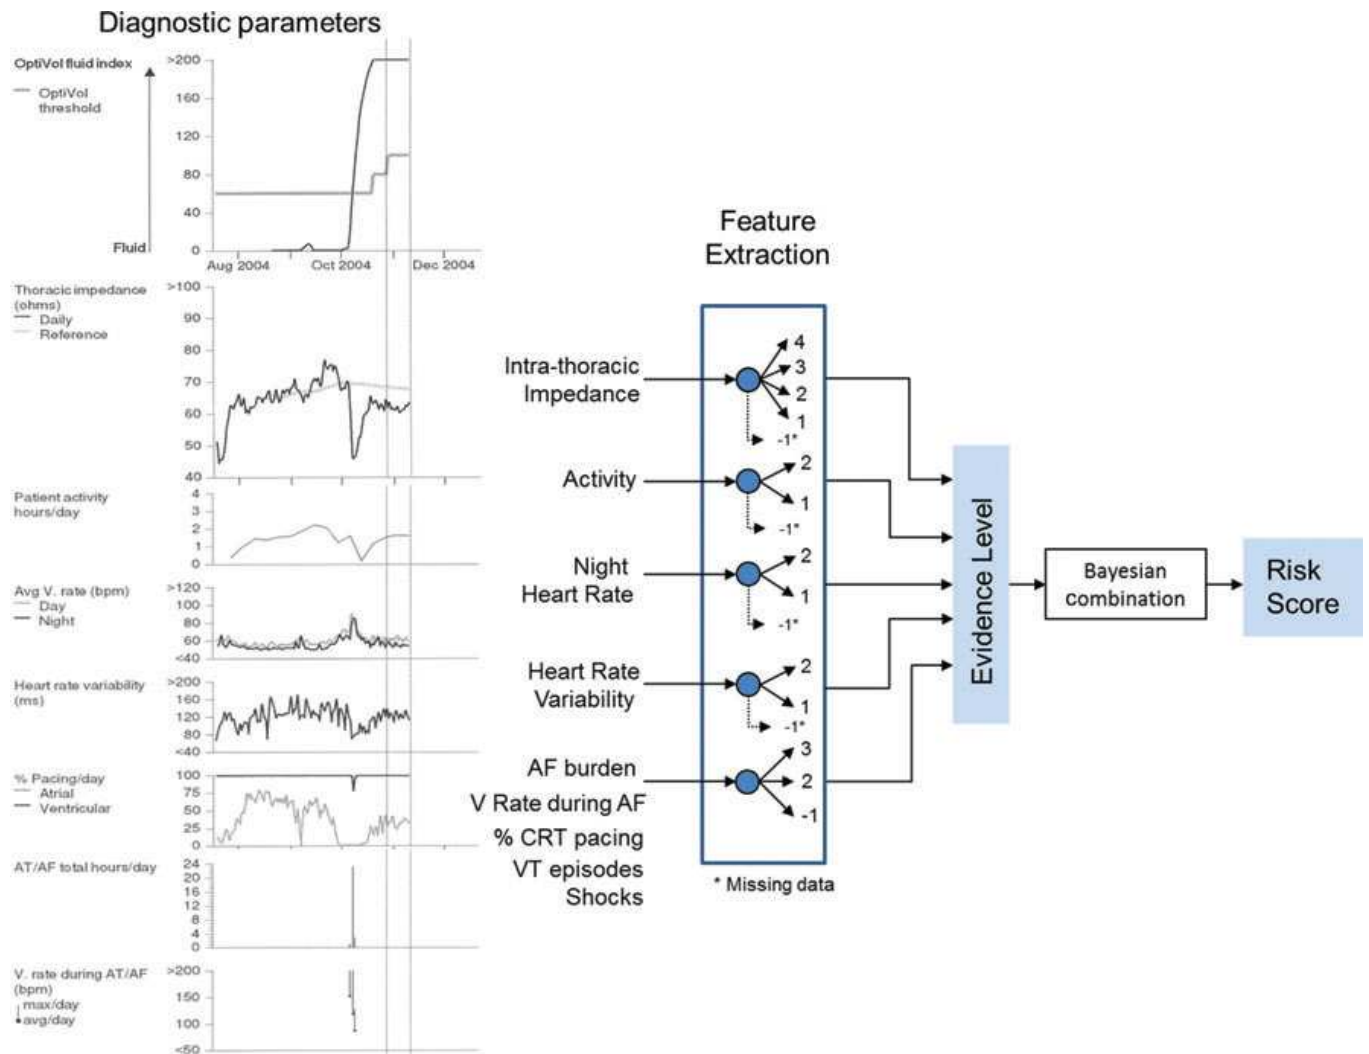 Diagnostic parameters
OptiVol fluid index
OptiVol
threshold
Fluid
>200
160
120
80
40
0
Aug 2004
Oct 2004
Dec 2004
Thoracic impedance
(ohms)
Daily
Reference
>100
90
80
70
60
50
40
Patient activity
hours/day
4
3
2
1
0
Avg V. rate (bpm)
Day
Night
>120
100
80
60
<40
Heart rate variability
(ms)
>200
160
120
80
<40
% Pacing/day
Atrial
Ventricular
100
75
50
25
0
AT/AF total hours/day
24
20
16
12
8
4
0
V. rate during AT/AF
(bpm)
max/day
avg/day
>200
150
100
<50
Feature
Extraction
Intra-thoracic
Impedance
4
3
2
1
-1*
Activity
2
1
-1*
Night
Heart Rate
2
1
-1*
Heart Rate
Variability
2
1
-1*
AF burden
V Rate during AF
% CRT pacing
VT episodes
Shocks
3
2
-1
* Missing data
Evidence Level
Bayesian
combination
Risk
Score